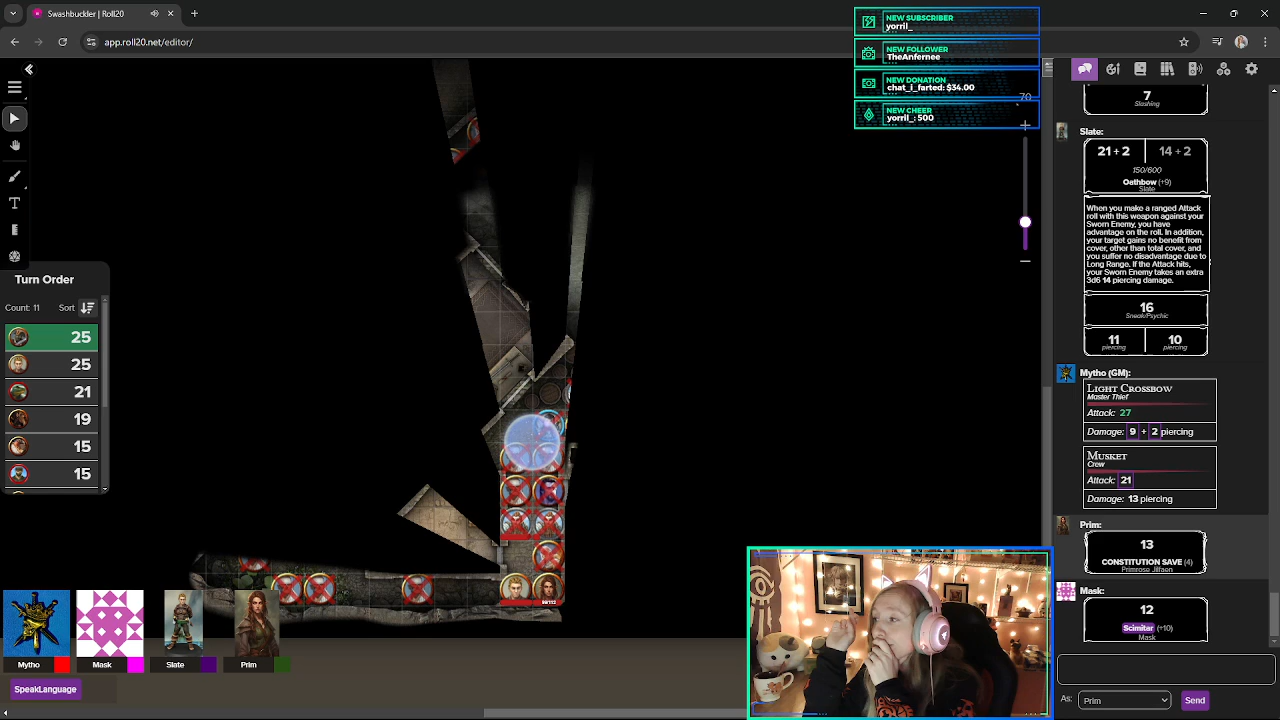 Swashbuckled | Roll20
app.roll20.net/editor/
NEW SUBSCRIBER
yorril_
NEW FOLLOWER
TheAnfernee
NEW DONATION
chat_i_farted: $34.00
NEW CHEER
yorril_: 500
70
Turn Order
Count: 11
25
25
21
19
15
15
7
Slashing
Slate:
21 + 2
14 + 2
150/600
Oathbow (+9)
Slate
When you make a ranged Attack
roll with this weapon against your
Sworn Enemy, you have
advantage on the roll. In addition,
your target gains no benefit from
cover, other than total cover, and
you suffer no disadvantage due to
Long Range. If the Attack hits,
your Sworn Enemy takes an extra
3d6 14 piercing damage.
16
Sneak/Psychic
11
piercing
10
piercing
Mytho (GM):
Light Crossbow
Master Thief
Attack: 27
Damage: 9 + 2 piercing
Musket
Crew
Attack: 21
Damage: 13 piercing
Prim:
13
CONSTITUTION SAVE (4)
Primrose Jilften
Mask:
12
Scimitar (+10)
Mask
As:
Prim
Send
Mytho
Mask
Slate
Prim
SpeakLanguage